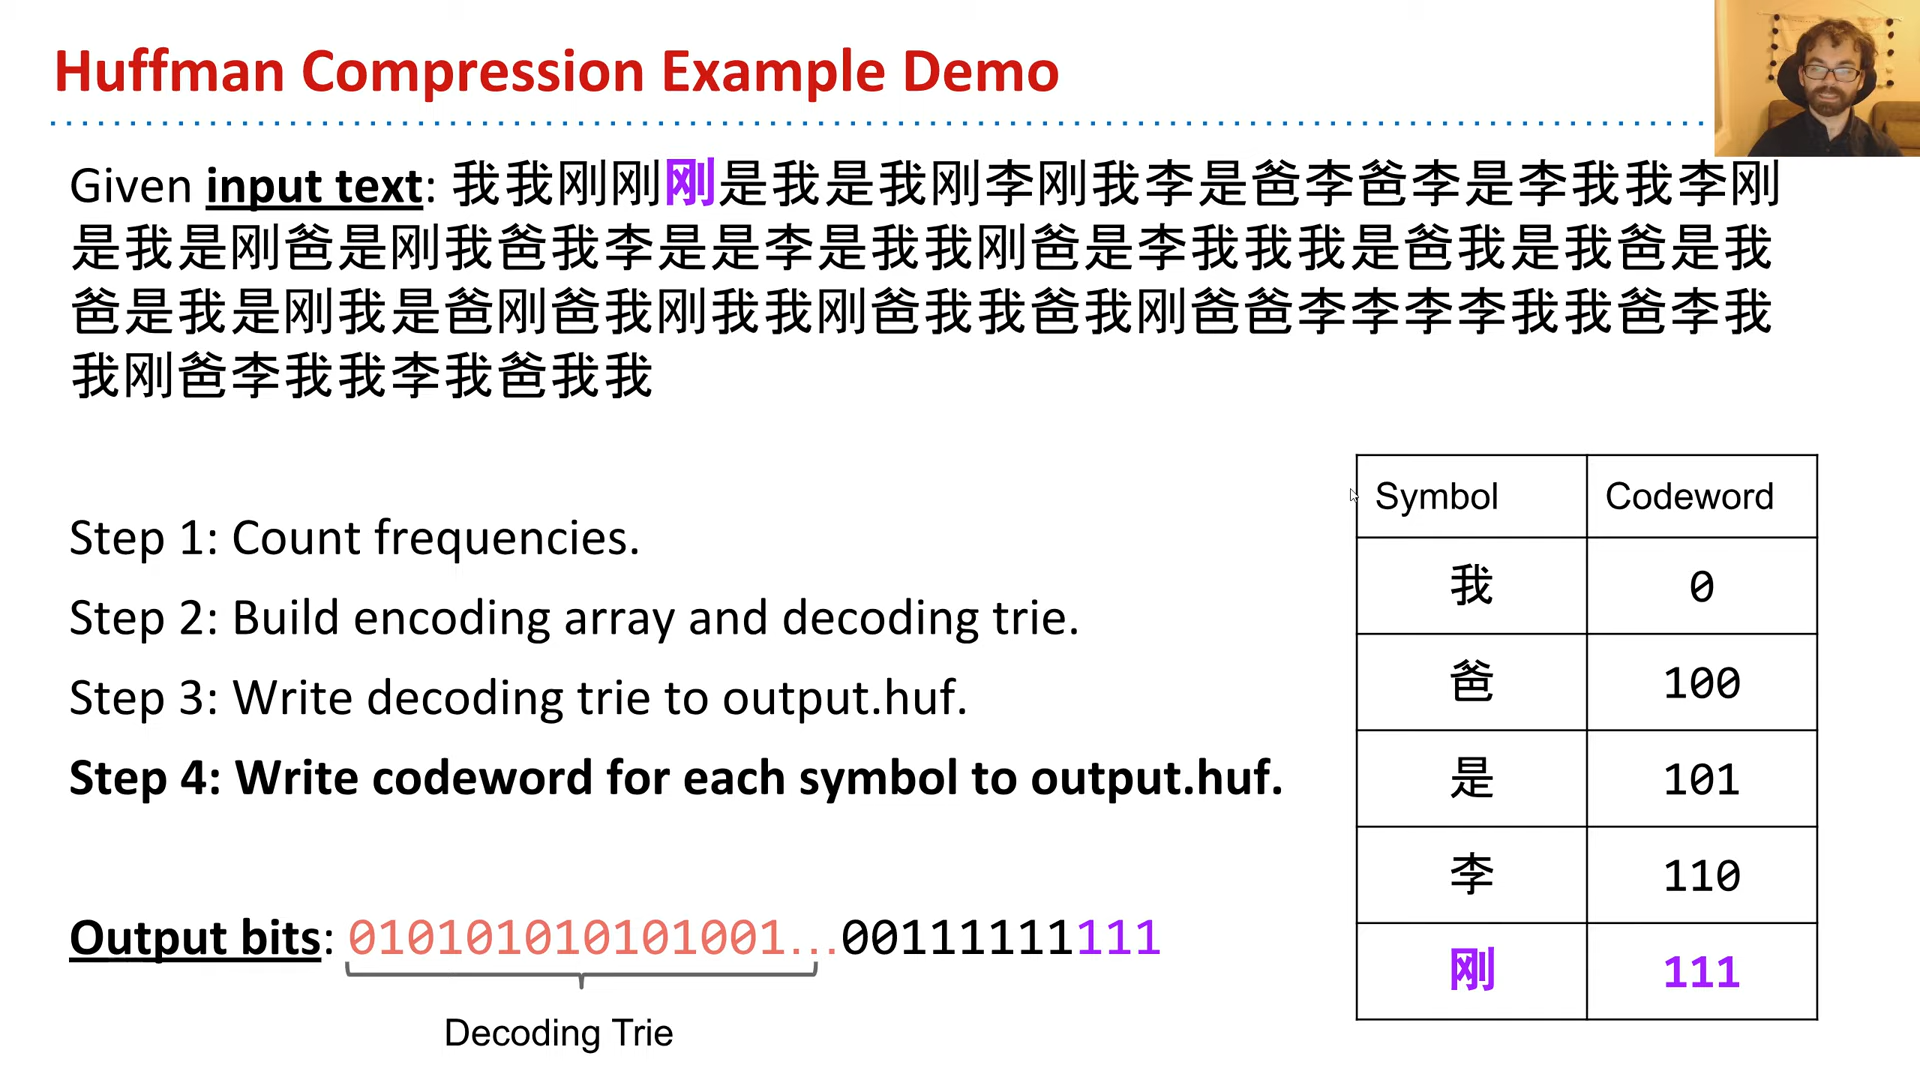 Huffman Compression Example Demo
Given input text: 我我刚刚刚是我是我刚李刚我李是爸李爸李是李我我李刚
是我是刚爸是刚我爸我李是是李是我我刚爸是李我我我是爸我是我爸是我
爸是我是刚我是爸刚爸我刚我我刚爸我我爸我刚爸爸李李李李我我爸李我
我刚爸李我我李我爸我我
Step 1: Count frequencies.
Step 2: Build encoding array and decoding trie.
Step 3: Write decoding trie to output.huf.
Step 4: Write codeword for each symbol to output.huf.
Output bits: 010101010101001...00111111111
Decoding Trie
Symbol Codeword
我 0
爸 100
是 101
李 110
刚 111